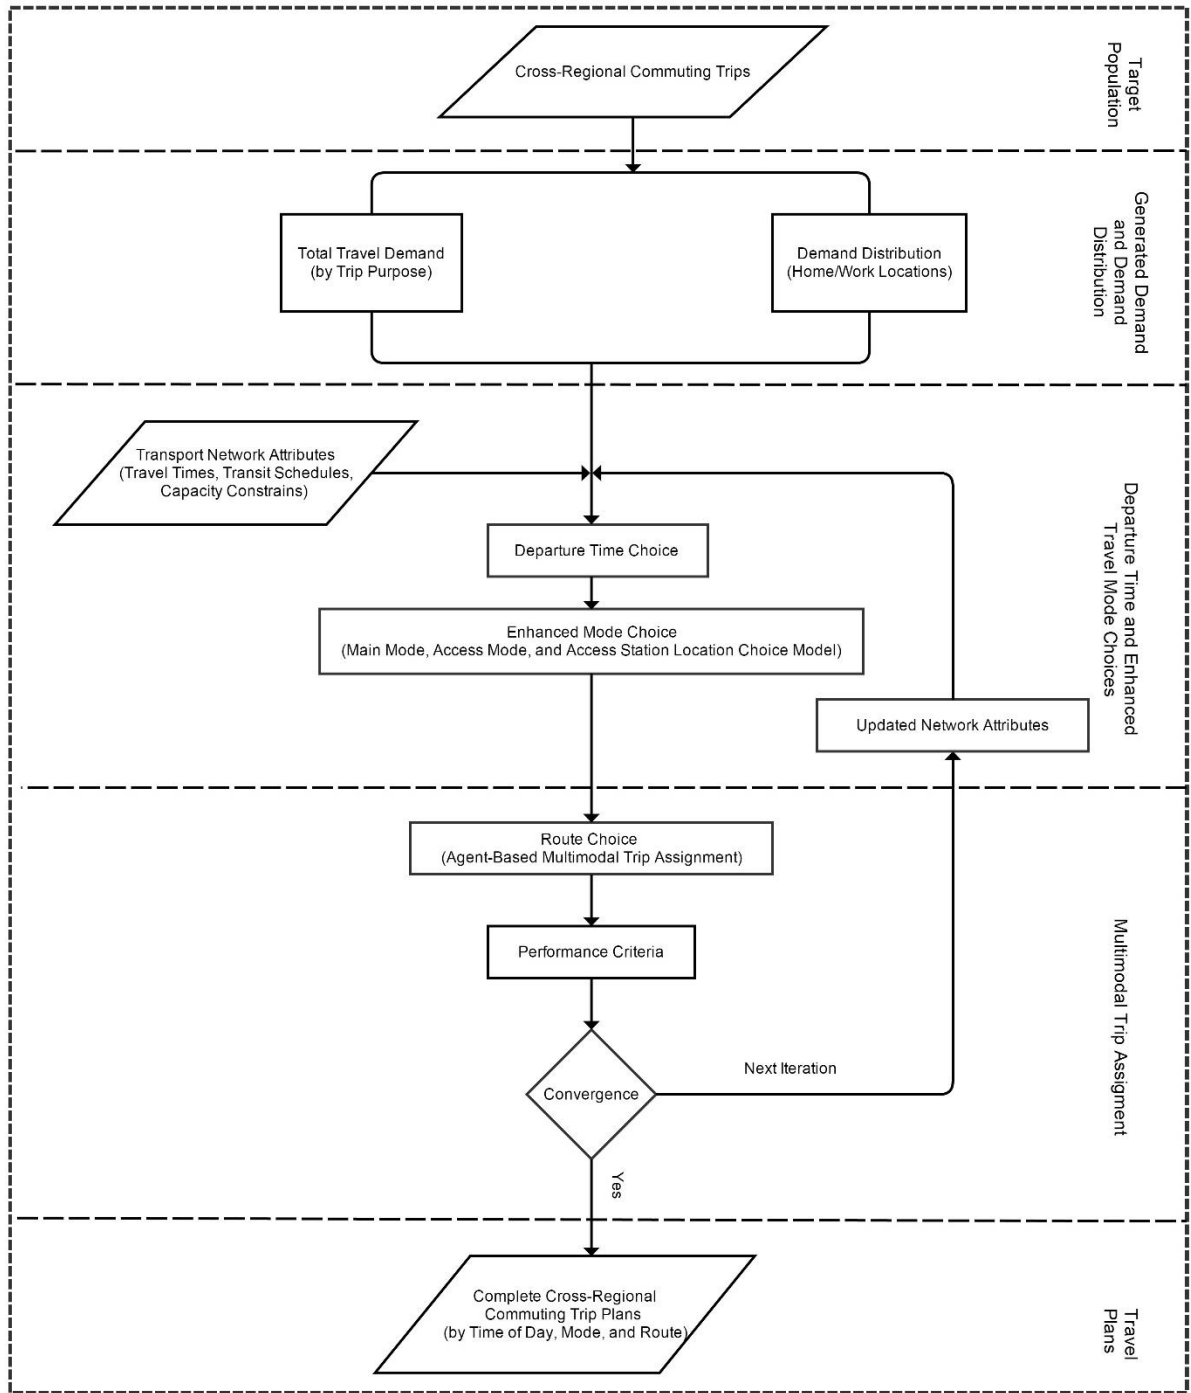 Cross-Regional Commuting Trips
Target
Population
Total Travel Demand
(by Trip Purpose)
Demand Distribution
(Home/Work Locations)
Generated Demand
and Demand
Distribution
Transport Network Attributes
(Travel Times, Transit Schedules,
Capacity Constrains)
Departure Time Choice
Enhanced Mode Choice
(Main Mode, Access Mode, and Access Station Location Choice Model)
Updated Network Attributes
Departure Time and Enhanced
Travel Mode Choices
Route Choice
(Agent-Based Multimodal Trip Assignment)
Performance Criteria
Convergence
Next Iteration
Yes
Multimodal Trip Assigment
Complete Cross-Regional
Commuting Trip Plans
(by Time of Day, Mode, and Route)
Travel
Plans